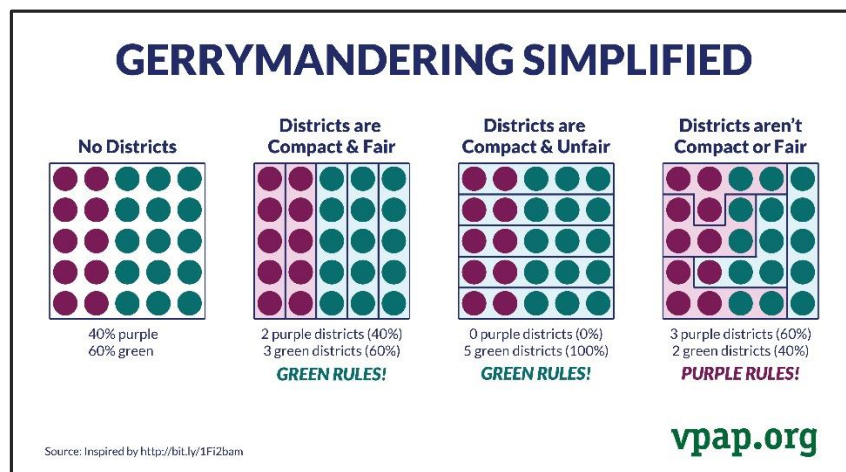 GERRYMANDERING SIMPLIFIED
No Districts
Districts are
Compact & Fair
Districts are
Compact & Unfair
Districts aren't
Compact or Fair
40% purple
60% green
2 purple districts (40%)
3 green districts (60%)
GREEN RULES!
0 purple districts (0%)
5 green districts (100%)
GREEN RULES!
3 purple districts (60%)
2 green districts (40%)
PURPLE RULES!
Source: Inspired by http://bit.ly/1Fi2bam
vpap.org